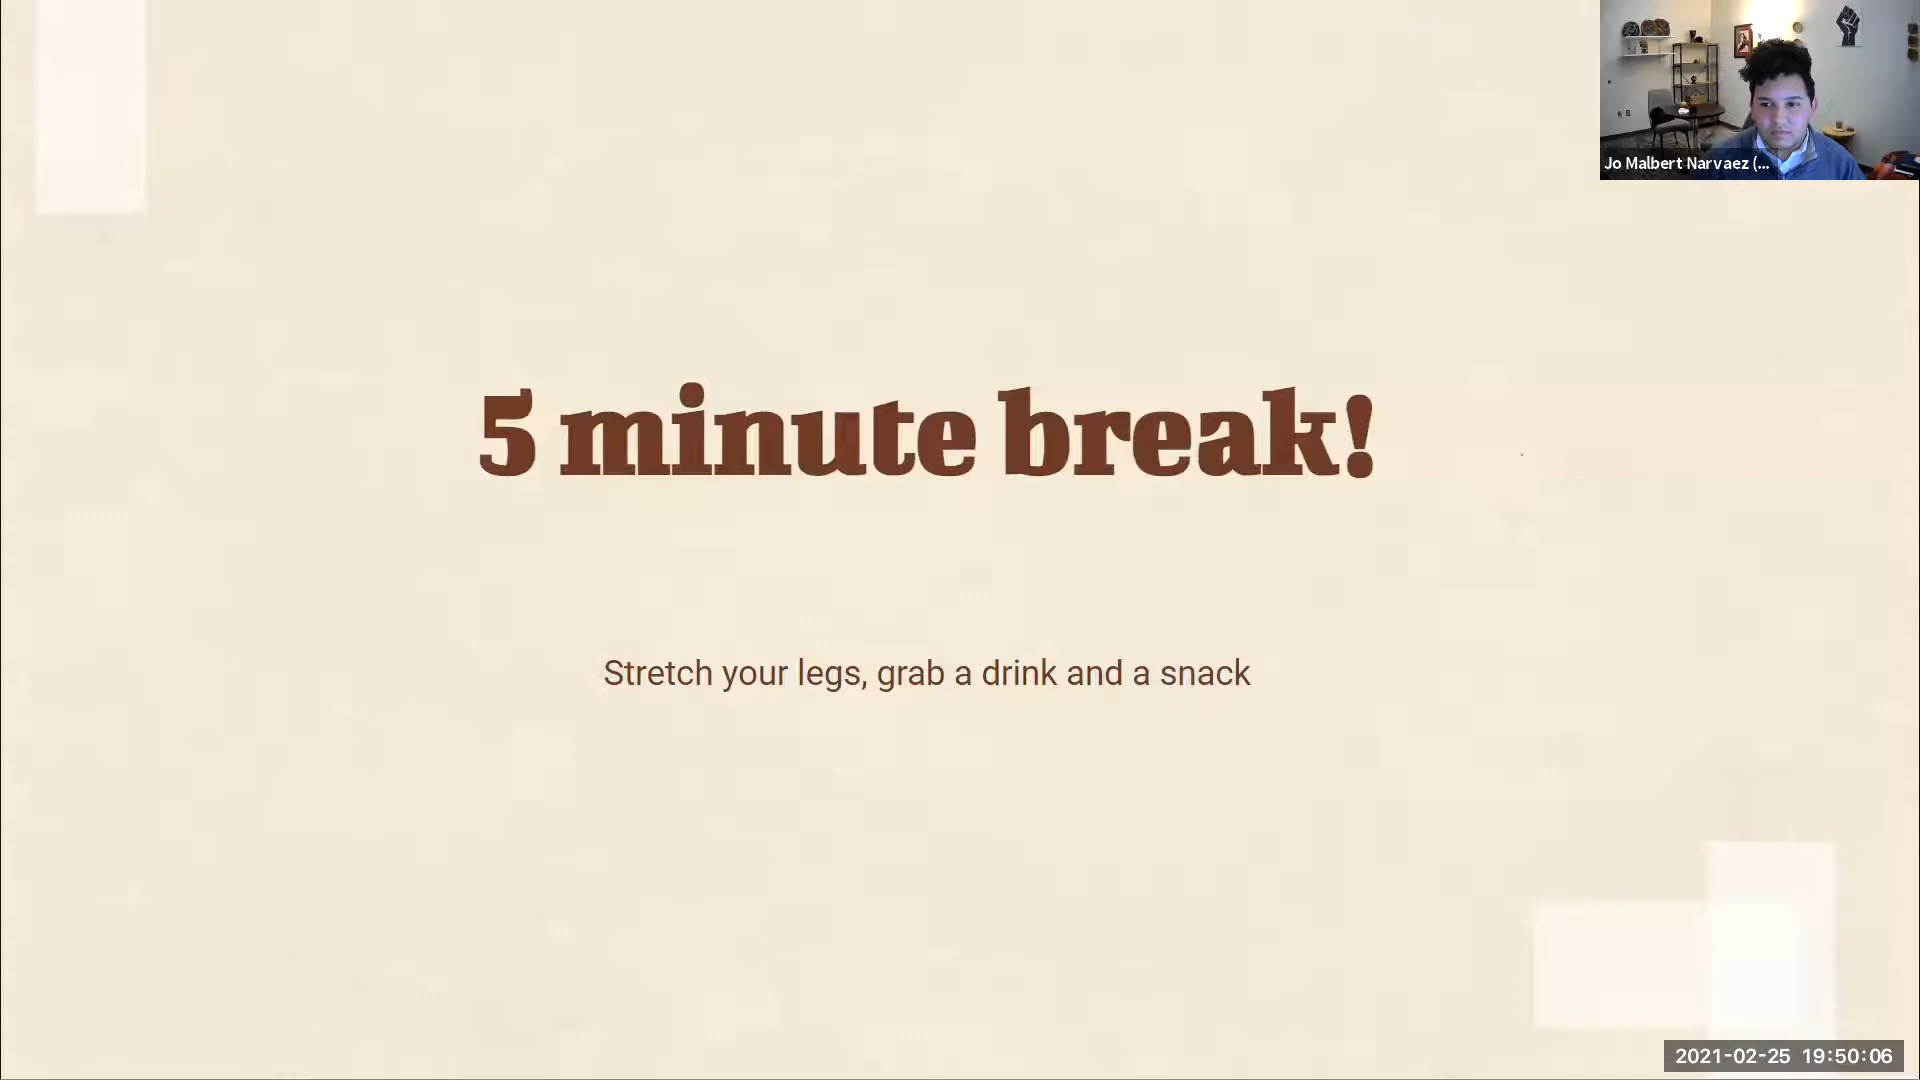 Jo Malbert Narvaez (...
5 minute break!
Stretch your legs, grab a drink and a snack
2021-02-25 19:50:06